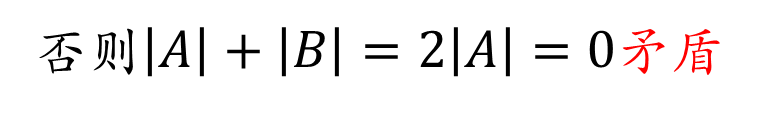 否则|A| + |B| = 2|A| = 0矛盾